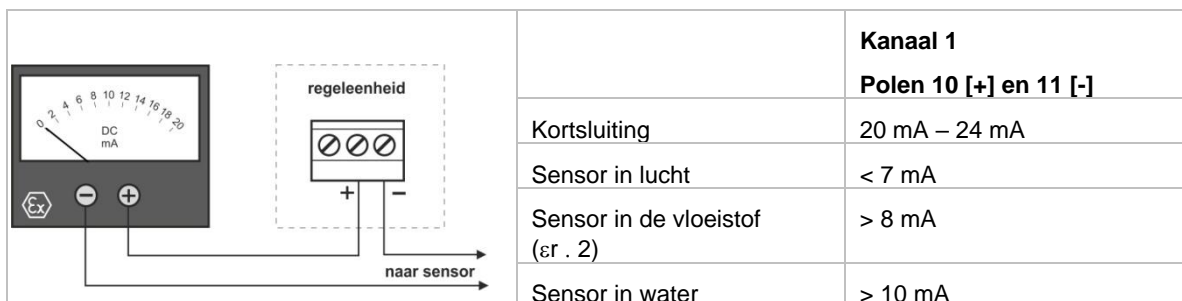 0 2 4 6 8 10 12 14 16 18 20
DC
mA
Ex
regeleenheid
+ −
naar sensor
Kanaal 1
Polen 10 [+] en 11 [-]
Kortsluiting 20 mA – 24 mA
Sensor in lucht < 7 mA
Sensor in de vloeistof > 8 mA
(εr . 2)
Sensor in water > 10 mA